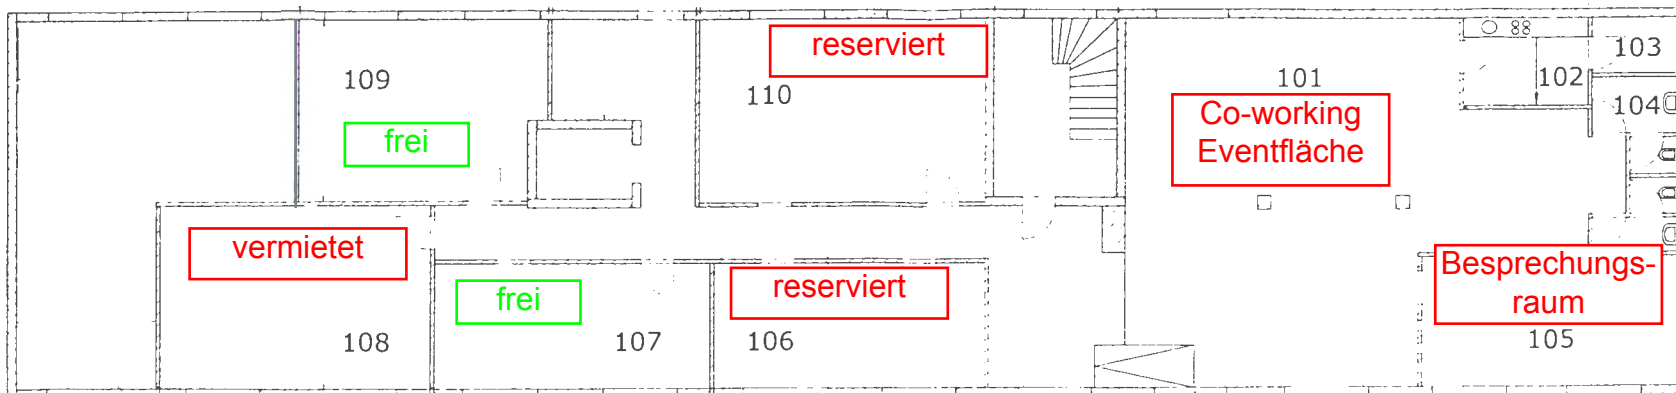 reserviert
109
110
101
102
103
104
frei
Co-working
Eventfläche
vermietet
frei
reserviert
Besprechungs-
raum
108
107
106
105